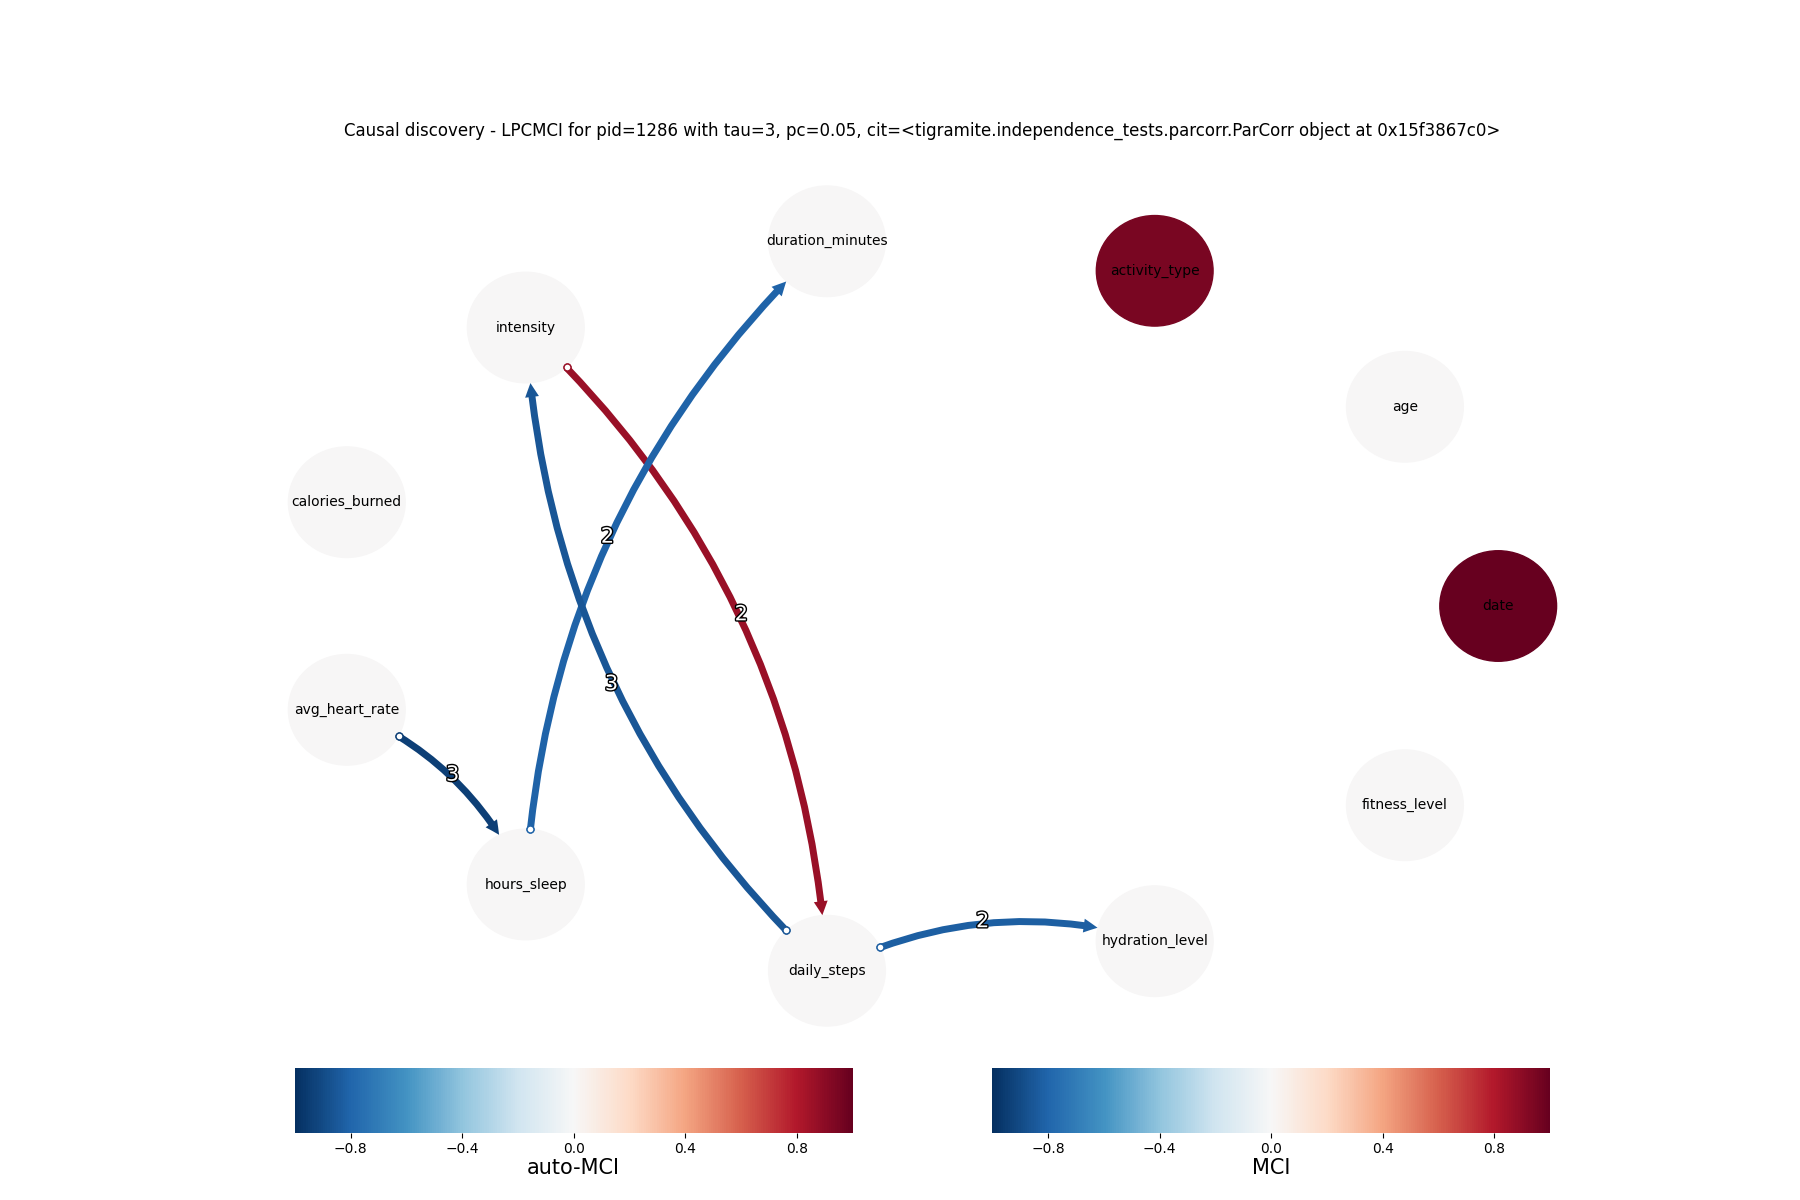 Causal discovery - LPCMCI for pid=1286 with tau=3, pc=0.05, cit=<tigramite.independence_tests.parcorr.ParCorr object at 0x15f3867c0>
duration_minutes
activity_type
intensity
age
calories_burned
2
date
2
3
avg_heart_rate
3
fitness_level
hours_sleep
2
hydration_level
daily_steps
−0.8 −0.4 0.0 0.4 0.8
auto-MCI
−0.8 −0.4 0.0 0.4 0.8
MCI